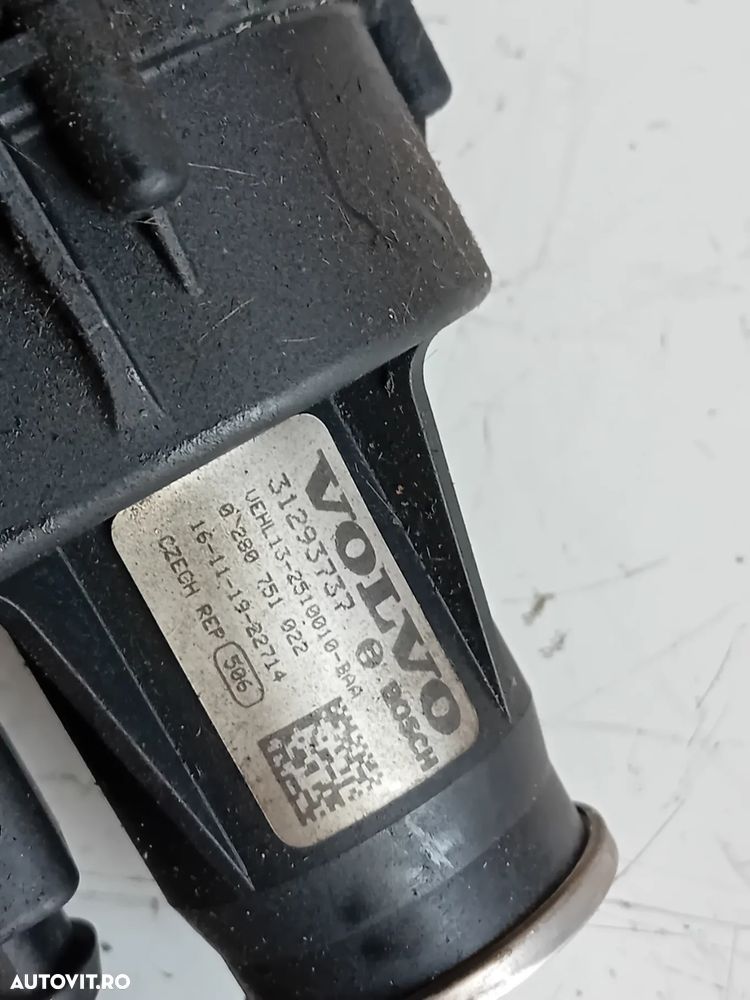 VOLVO
31293737 BOSCH
VEHL13-2510010-BAA
0 280 751 022
16-11-19-22714
CZECH REP 506
AUTOVIT.RO